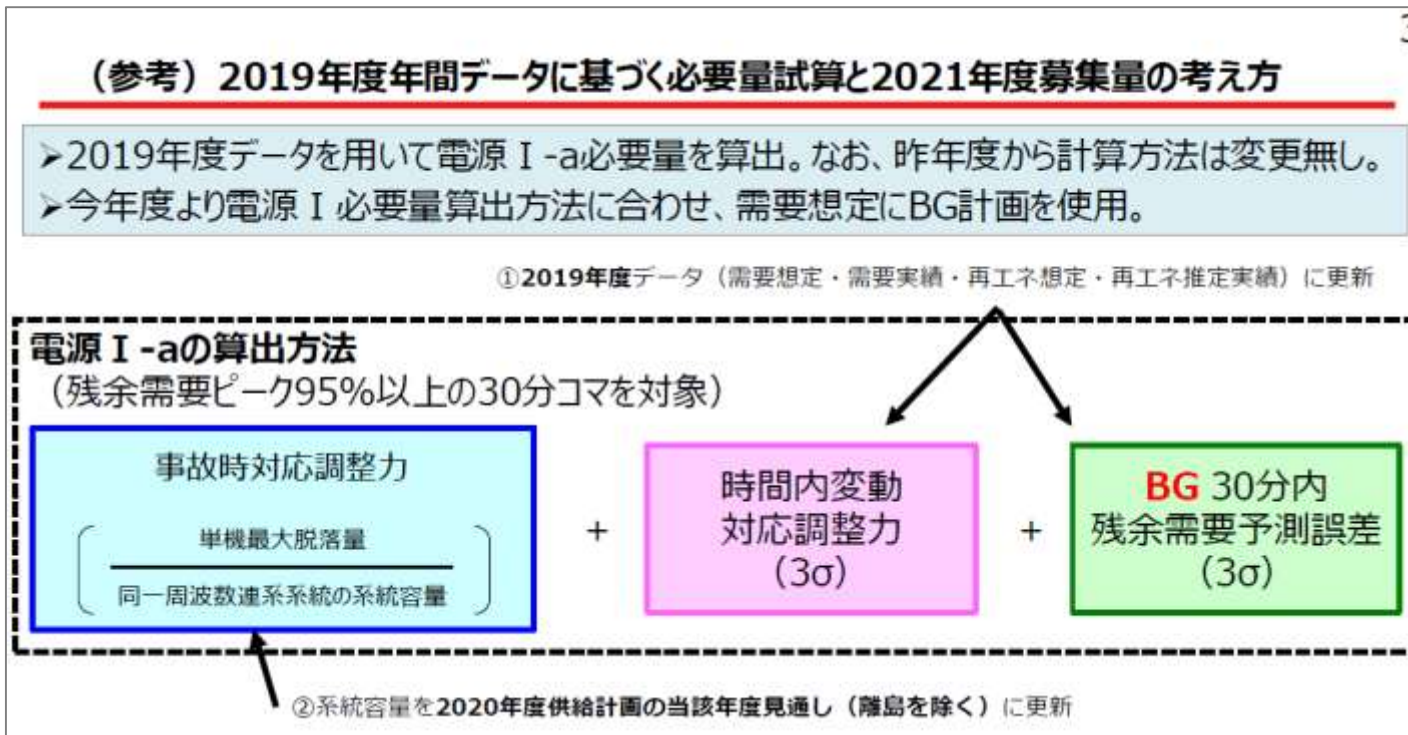 3
（参考）2019年度年間データに基づく必要量試算と2021年度募集量の考え方
➢2019年度データを用いて電源Ⅰ-a必要量を算出。なお、昨年度から計算方法は変更無し。
➢今年度より電源Ⅰ必要量算出方法に合わせ、需要想定にBG計画を使用。
①2019年度データ（需要想定・需要実績・再エネ想定・再エネ推定実績）に更新
電源Ⅰ-aの算出方法
（残余需要ピーク95%以上の30分コマを対象）
事故時対応調整力
単機最大脱落量
同一周波数連系系統の系統容量
+
時間内変動
対応調整力
（3σ）
+
BG 30分内
残余需要予測誤差
（3σ）
②系統容量を2020年度供給計画の当該年度見通し（離島を除く）に更新